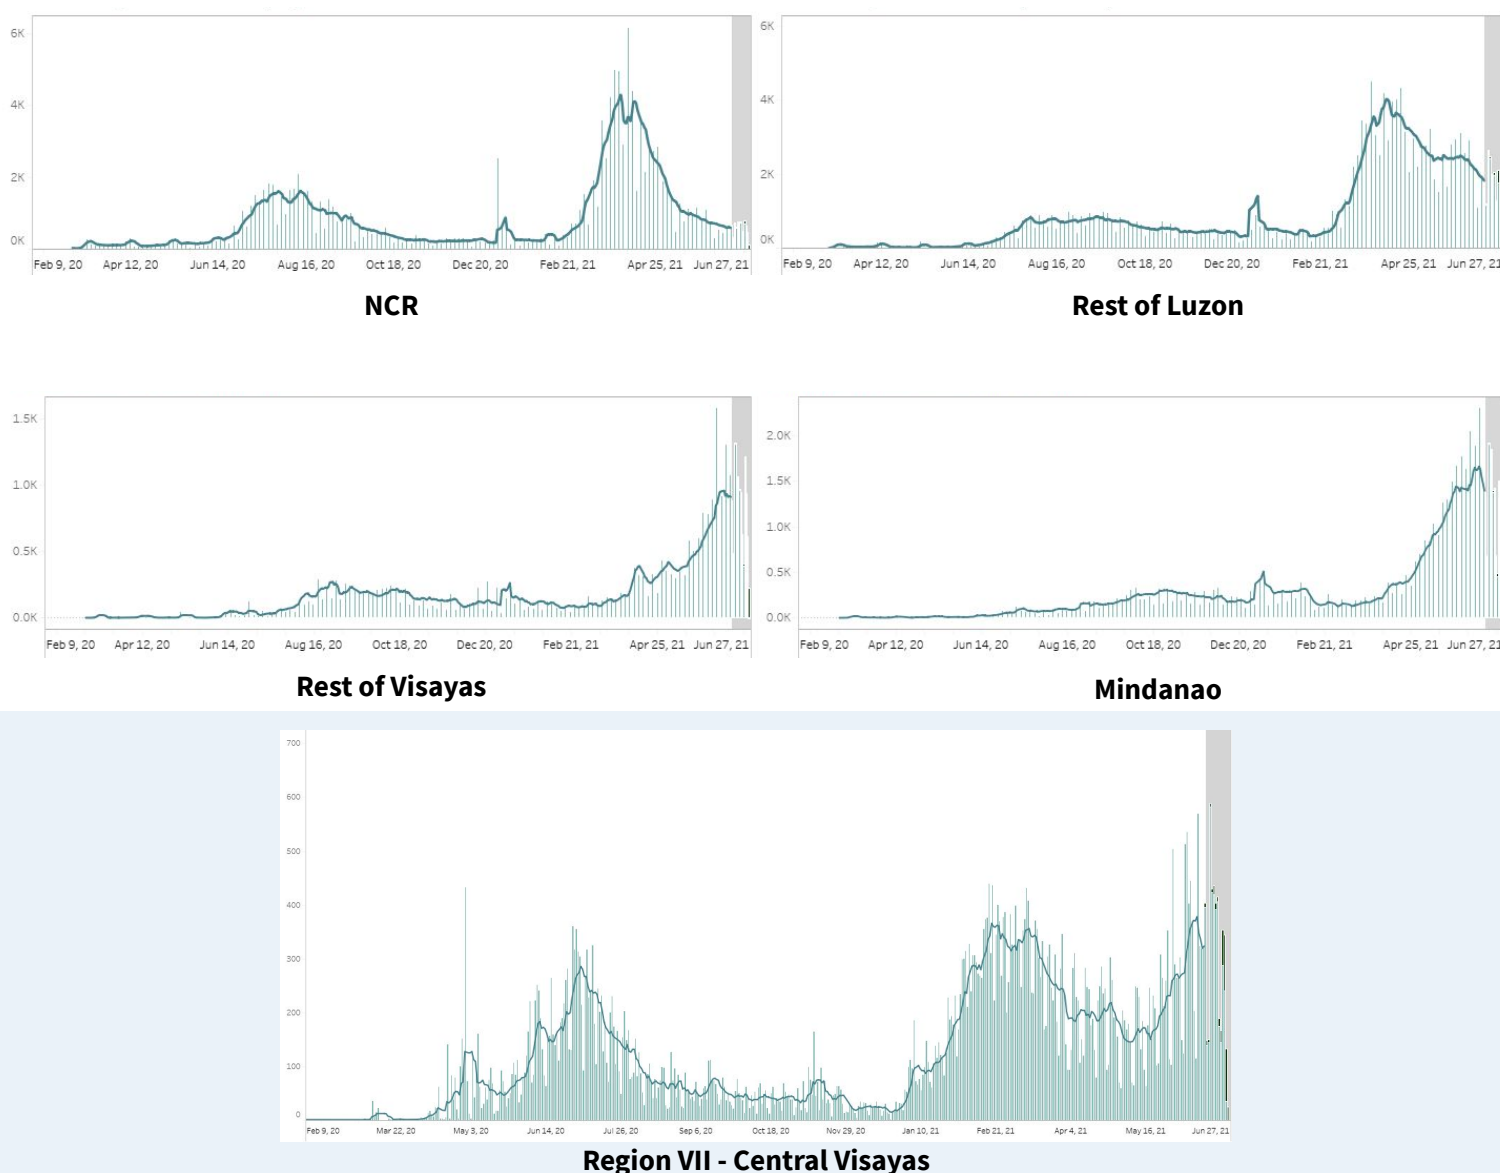 6K
4K
2K
0K
Feb 9, 20 Apr 12, 20 Jun 14, 20 Aug 16, 20 Oct 18, 20 Dec 20, 20 Feb 21, 21 Apr 25, 21 Jun 27, 21
NCR
6K
4K
2K
0K
Feb 9, 20 Apr 12, 20 Jun 14, 20 Aug 16, 20 Oct 18, 20 Dec 20, 20 Feb 21, 21 Apr 25, 21 Jun 27, 21
Rest of Luzon
1.5K
1.0K
0.5K
0.0K
Feb 9, 20 Apr 12, 20 Jun 14, 20 Aug 16, 20 Oct 18, 20 Dec 20, 20 Feb 21, 21 Apr 25, 21 Jun 27, 21
Rest of Visayas
2.0K
1.5K
1.0K
0.5K
0.0K
Feb 9, 20 Apr 12, 20 Jun 14, 20 Aug 16, 20 Oct 18, 20 Dec 20, 20 Feb 21, 21 Apr 25, 21 Jun 27, 21
Mindanao
700
600
500
400
300
200
100
0
Feb 9, 20 Mar 22, 20 May 3, 20 Jun 14, 20 Jul 26, 20 Sep 6, 20 Oct 18, 20 Nov 29, 20 Jan 10, 21 Feb 21, 21 Apr 4, 21 May 16, 21 Jun 27, 21
Region VII - Central Visayas